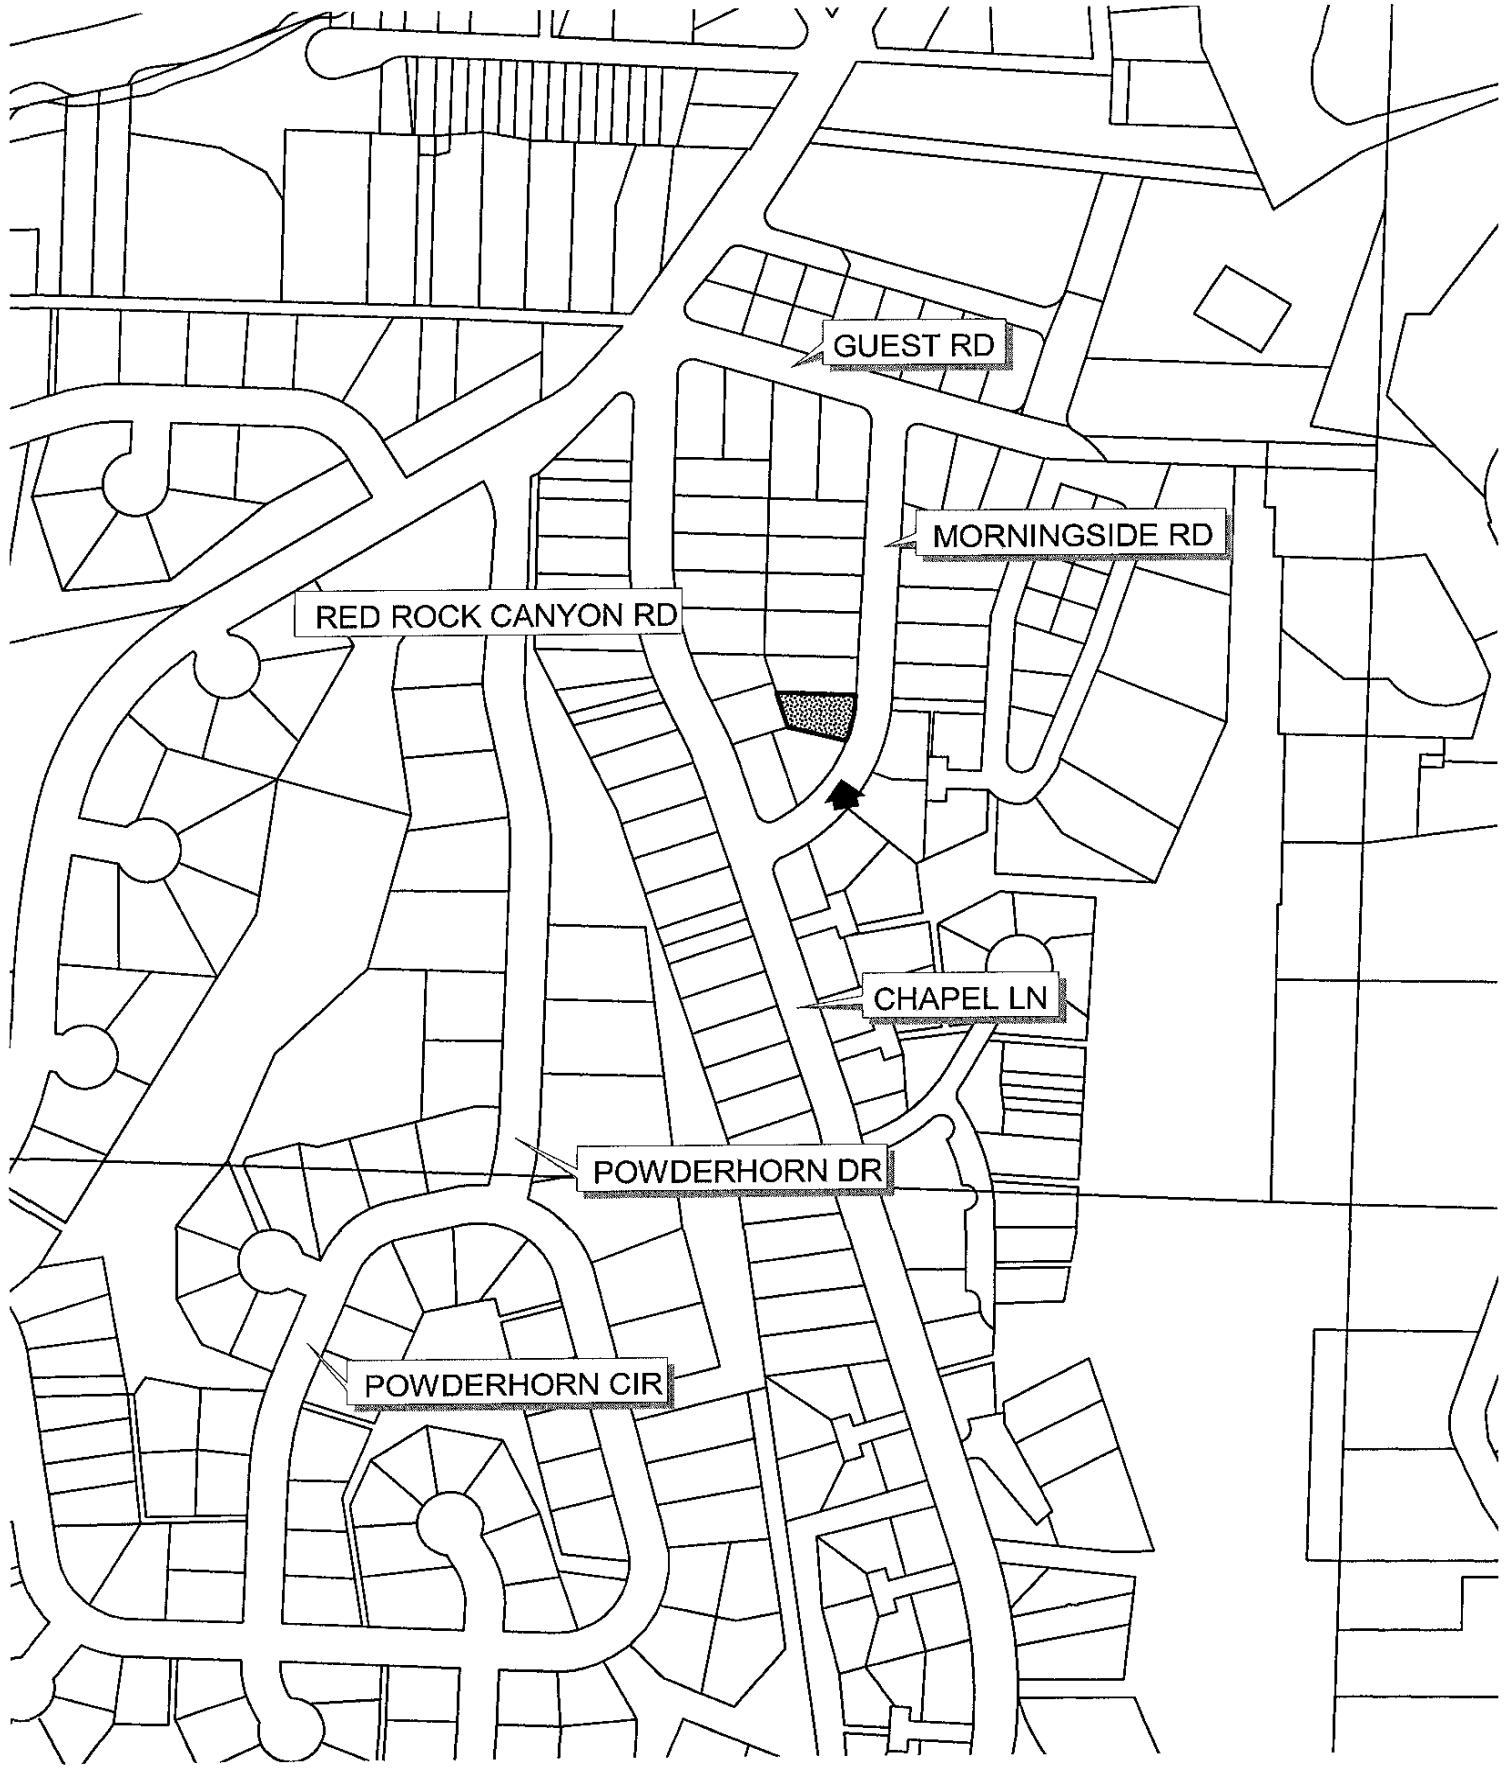 GUEST RD
MORNINGSIDE RD
RED ROCK CANYON RD
CHAPEL LN
POWDERHORN DR
POWDERHORN CIR